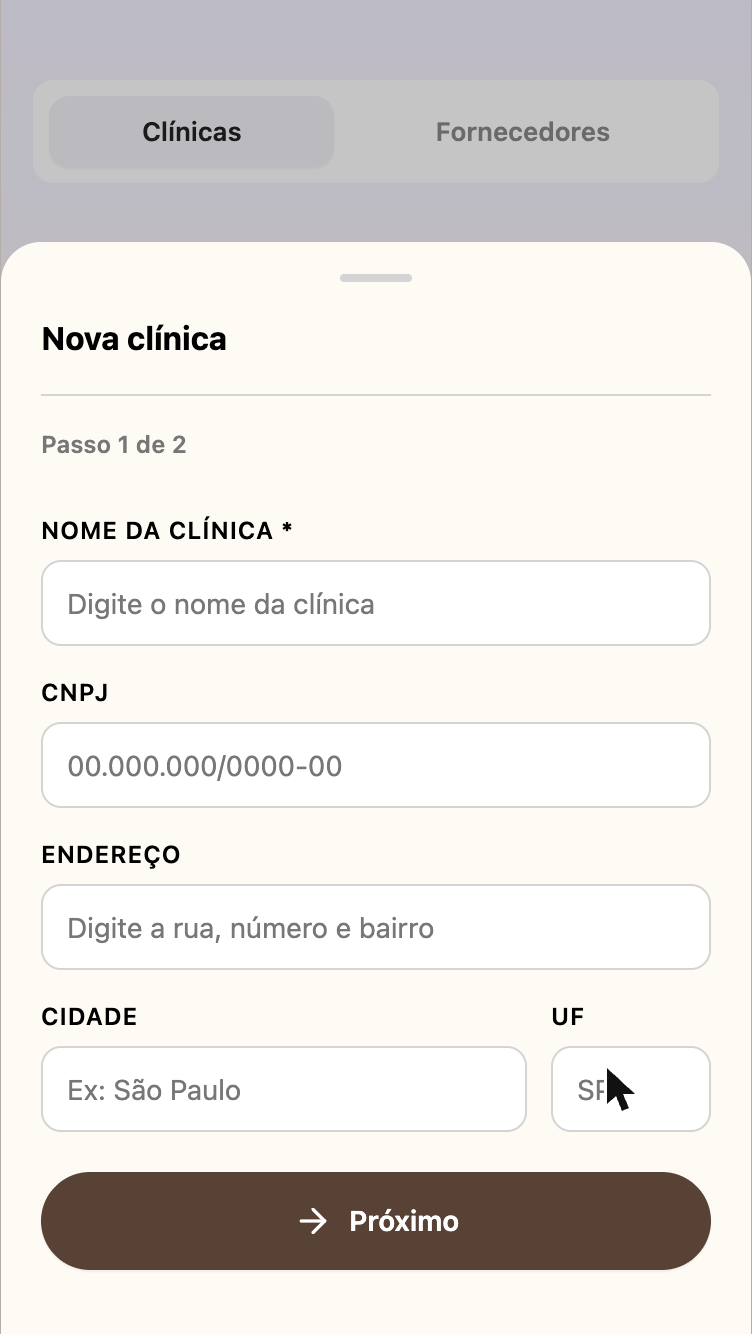 Clínicas Fornecedores
Nova clínica
Passo 1 de 2
NOME DA CLÍNICA *
Digite o nome da clínica
CNPJ
00.000.000/0000-00
ENDEREÇO
Digite a rua, número e bairro
CIDADE UF
Ex: São Paulo
Próximo